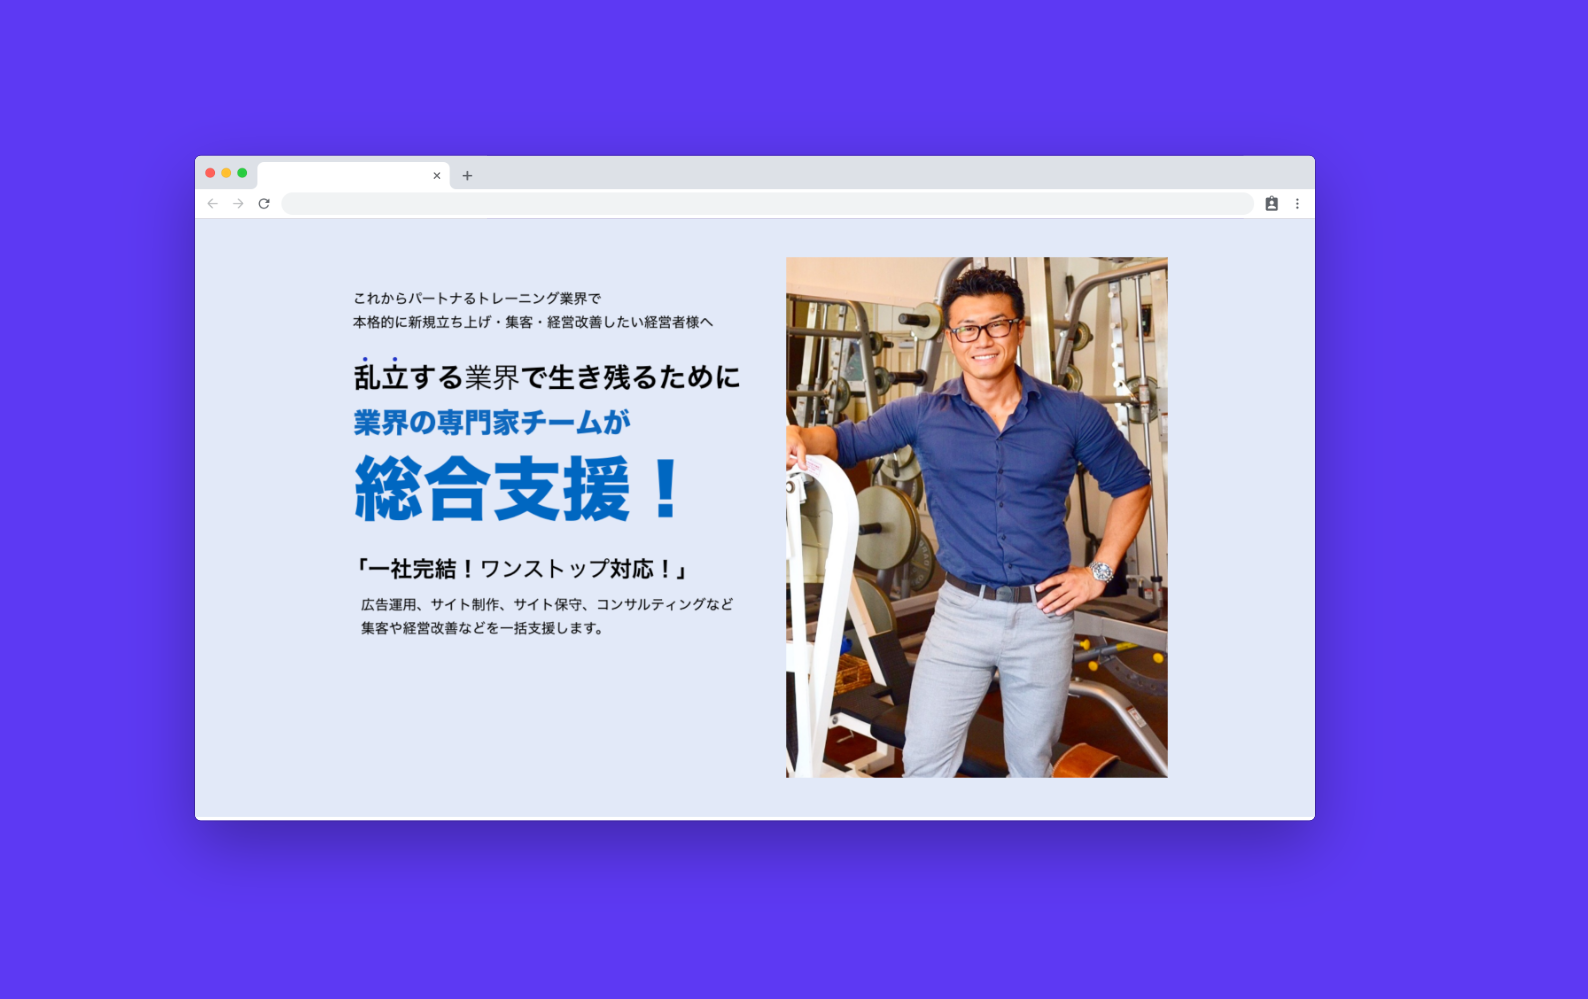 これからパートナるトレーニング業界で
本格的に新規立ち上げ・集客・経営改善したい経営者様へ
乱立する業界で生き残るために
業界の専門家チームが
総合支援！
「一社完結！ワンストップ対応！」
広告運用、サイト制作、サイト保守、コンサルティングなど
集客や経営改善などを一括支援します。